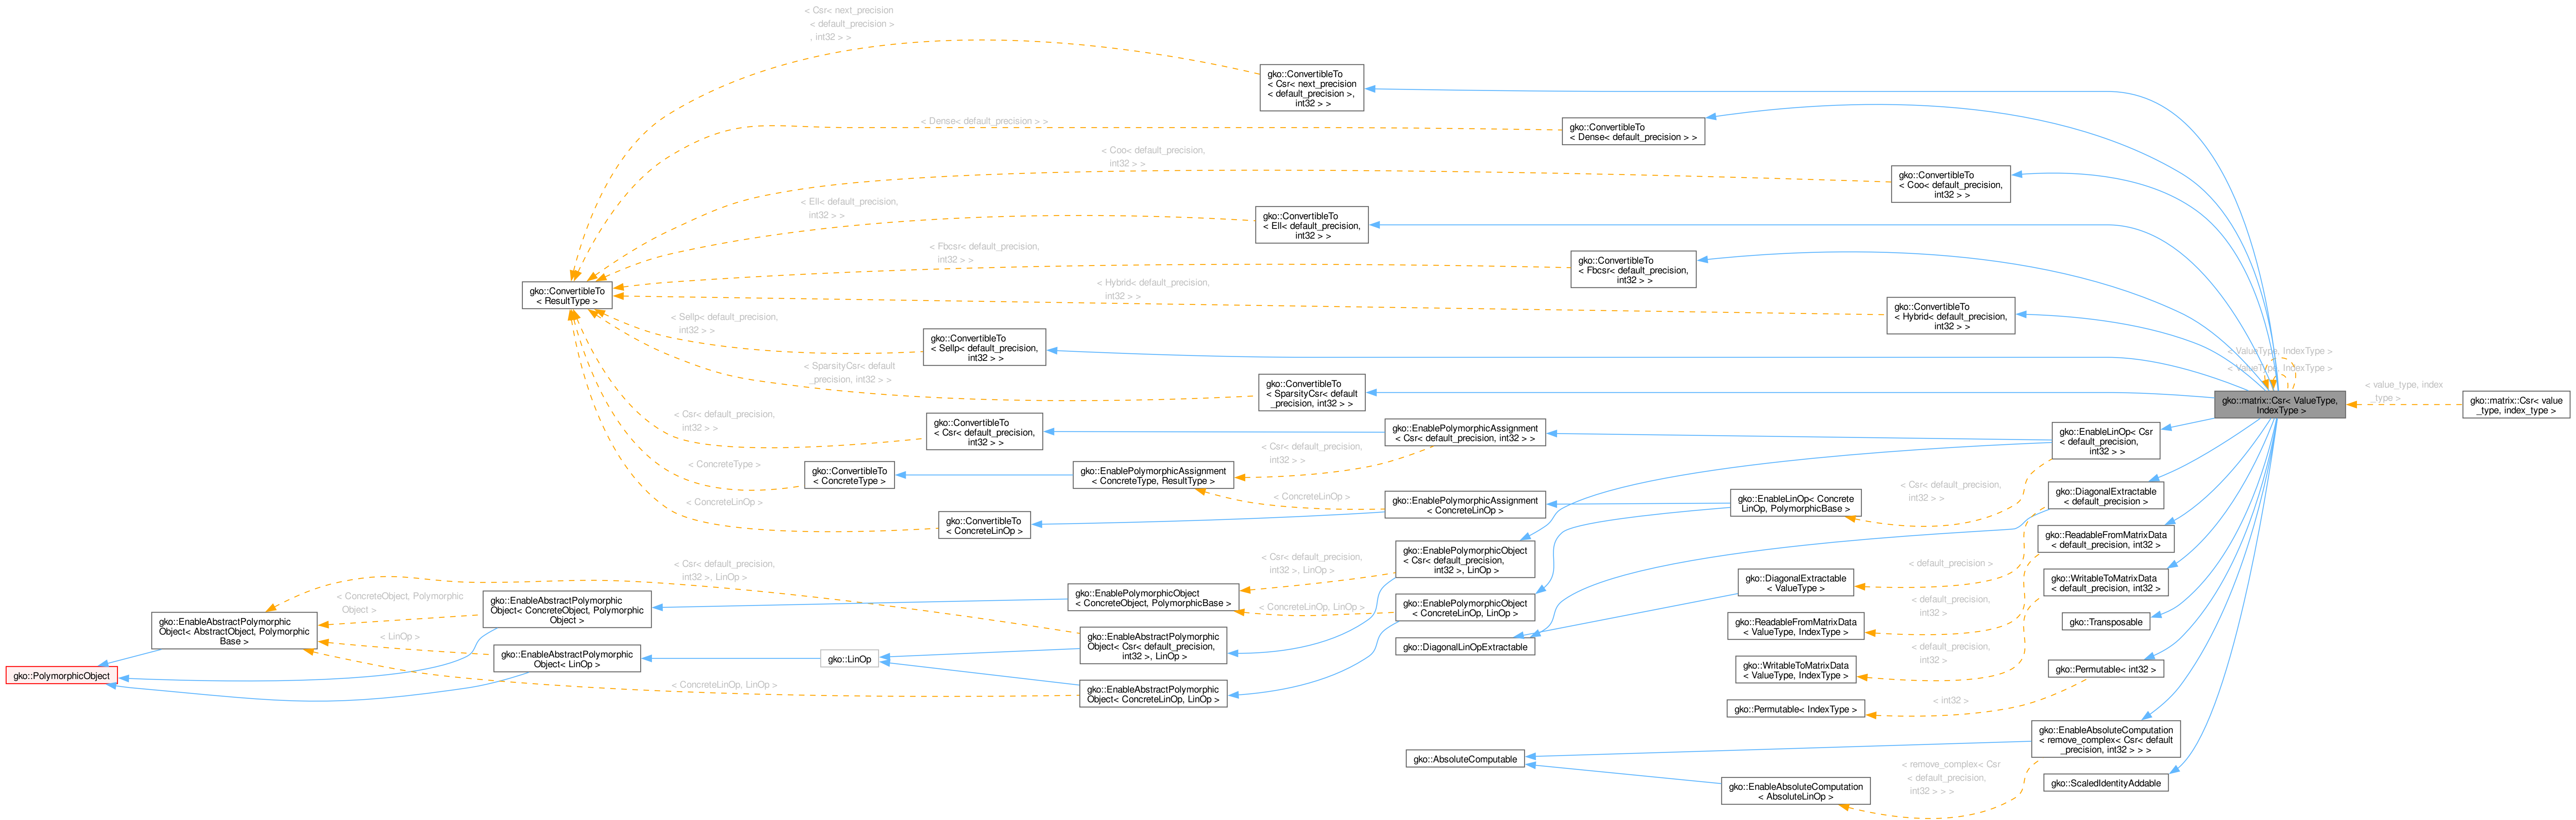 < Csr< next_precision
< default_precision >
, int32 > >
gko::ConvertibleTo
< Csr< next_precision
< default_precision >,
int32 > >
< Dense< default_precision > >
gko::ConvertibleTo
< Dense< default_precision > >
< Coo< default_precision,
int32 > >
gko::ConvertibleTo
< Coo< default_precision,
int32 > >
< Ell< default_precision,
int32 > >
gko::ConvertibleTo
< Ell< default_precision,
int32 > >
< Fbcsr< default_precision,
int32 > >
gko::ConvertibleTo
< Fbcsr< default_precision,
int32 > >
gko::ConvertibleTo
< ResultType >
< Hybrid< default_precision,
int32 > >
gko::ConvertibleTo
< Hybrid< default_precision,
int32 > >
< Sellp< default_precision,
int32 > >
gko::ConvertibleTo
< Sellp< default_precision,
int32 > >
< SparsityCsr< default
_precision, int32 > >
gko::ConvertibleTo
< SparsityCsr< default
_precision, int32 > >
< ValueType, IndexType >
< ValueType, IndexType >
gko::matrix::Csr< ValueType,
IndexType >
< value_type, index
_type >
gko::matrix::Csr< value
_type, index_type >
< Csr< default_precision,
int32 > >
gko::ConvertibleTo
< Csr< default_precision,
int32 > >
gko::EnablePolymorphicAssignment
< Csr< default_precision, int32 > >
gko::EnableLinOp< Csr
< default_precision,
int32 > >
< ConcreteType >
gko::ConvertibleTo
< ConcreteType >
gko::EnablePolymorphicAssignment
< ConcreteType, ResultType >
< Csr< default_precision,
int32 > >
< ConcreteLinOp >
gko::EnablePolymorphicAssignment
< ConcreteLinOp >
gko::EnableLinOp< Concrete
LinOp, PolymorphicBase >
< Csr< default_precision,
int32 > >
gko::DiagonalExtractable
< default_precision >
< ConcreteLinOp >
gko::ConvertibleTo
< ConcreteLinOp >
gko::ReadableFromMatrixData
< default_precision, int32 >
gko::EnablePolymorphicObject
< Csr< default_precision,
int32 >, LinOp >
< Csr< default_precision,
int32 >, LinOp >
< Csr< default_precision,
int32 >, LinOp >
gko::DiagonalExtractable
< ValueType >
< default_precision >
gko::WritableToMatrixData
< default_precision, int32 >
< ConcreteObject, Polymorphic
Object >
gko::EnableAbstractPolymorphic
Object< ConcreteObject, Polymorphic
Object >
gko::EnablePolymorphicObject
< ConcreteObject, PolymorphicBase >
< ConcreteLinOp, LinOp >
gko::EnablePolymorphicObject
< ConcreteLinOp, LinOp >
gko::ReadableFromMatrixData
< ValueType, IndexType >
< default_precision,
int32 >
gko::Transposable
gko::EnableAbstractPolymorphic
Object< AbstractObject, Polymorphic
Base >
< LinOp >
gko::EnableAbstractPolymorphic
Object< LinOp >
gko::LinOp
gko::EnableAbstractPolymorphic
Object< Csr< default_precision,
int32 >, LinOp >
gko::DiagonalLinOpExtractable
gko::WritableToMatrixData
< ValueType, IndexType >
< default_precision,
int32 >
gko::Permutable< int32 >
gko::PolymorphicObject
< ConcreteLinOp, LinOp >
gko::EnableAbstractPolymorphic
Object< ConcreteLinOp, LinOp >
gko::Permutable< IndexType >
< int32 >
gko::EnableAbsoluteComputation
< remove_complex< Csr< default
_precision, int32 > > >
gko::AbsoluteComputable
gko::EnableAbsoluteComputation
< AbsoluteLinOp >
< remove_complex< Csr
< default_precision,
int32 > > >
gko::ScaledIdentityAddable